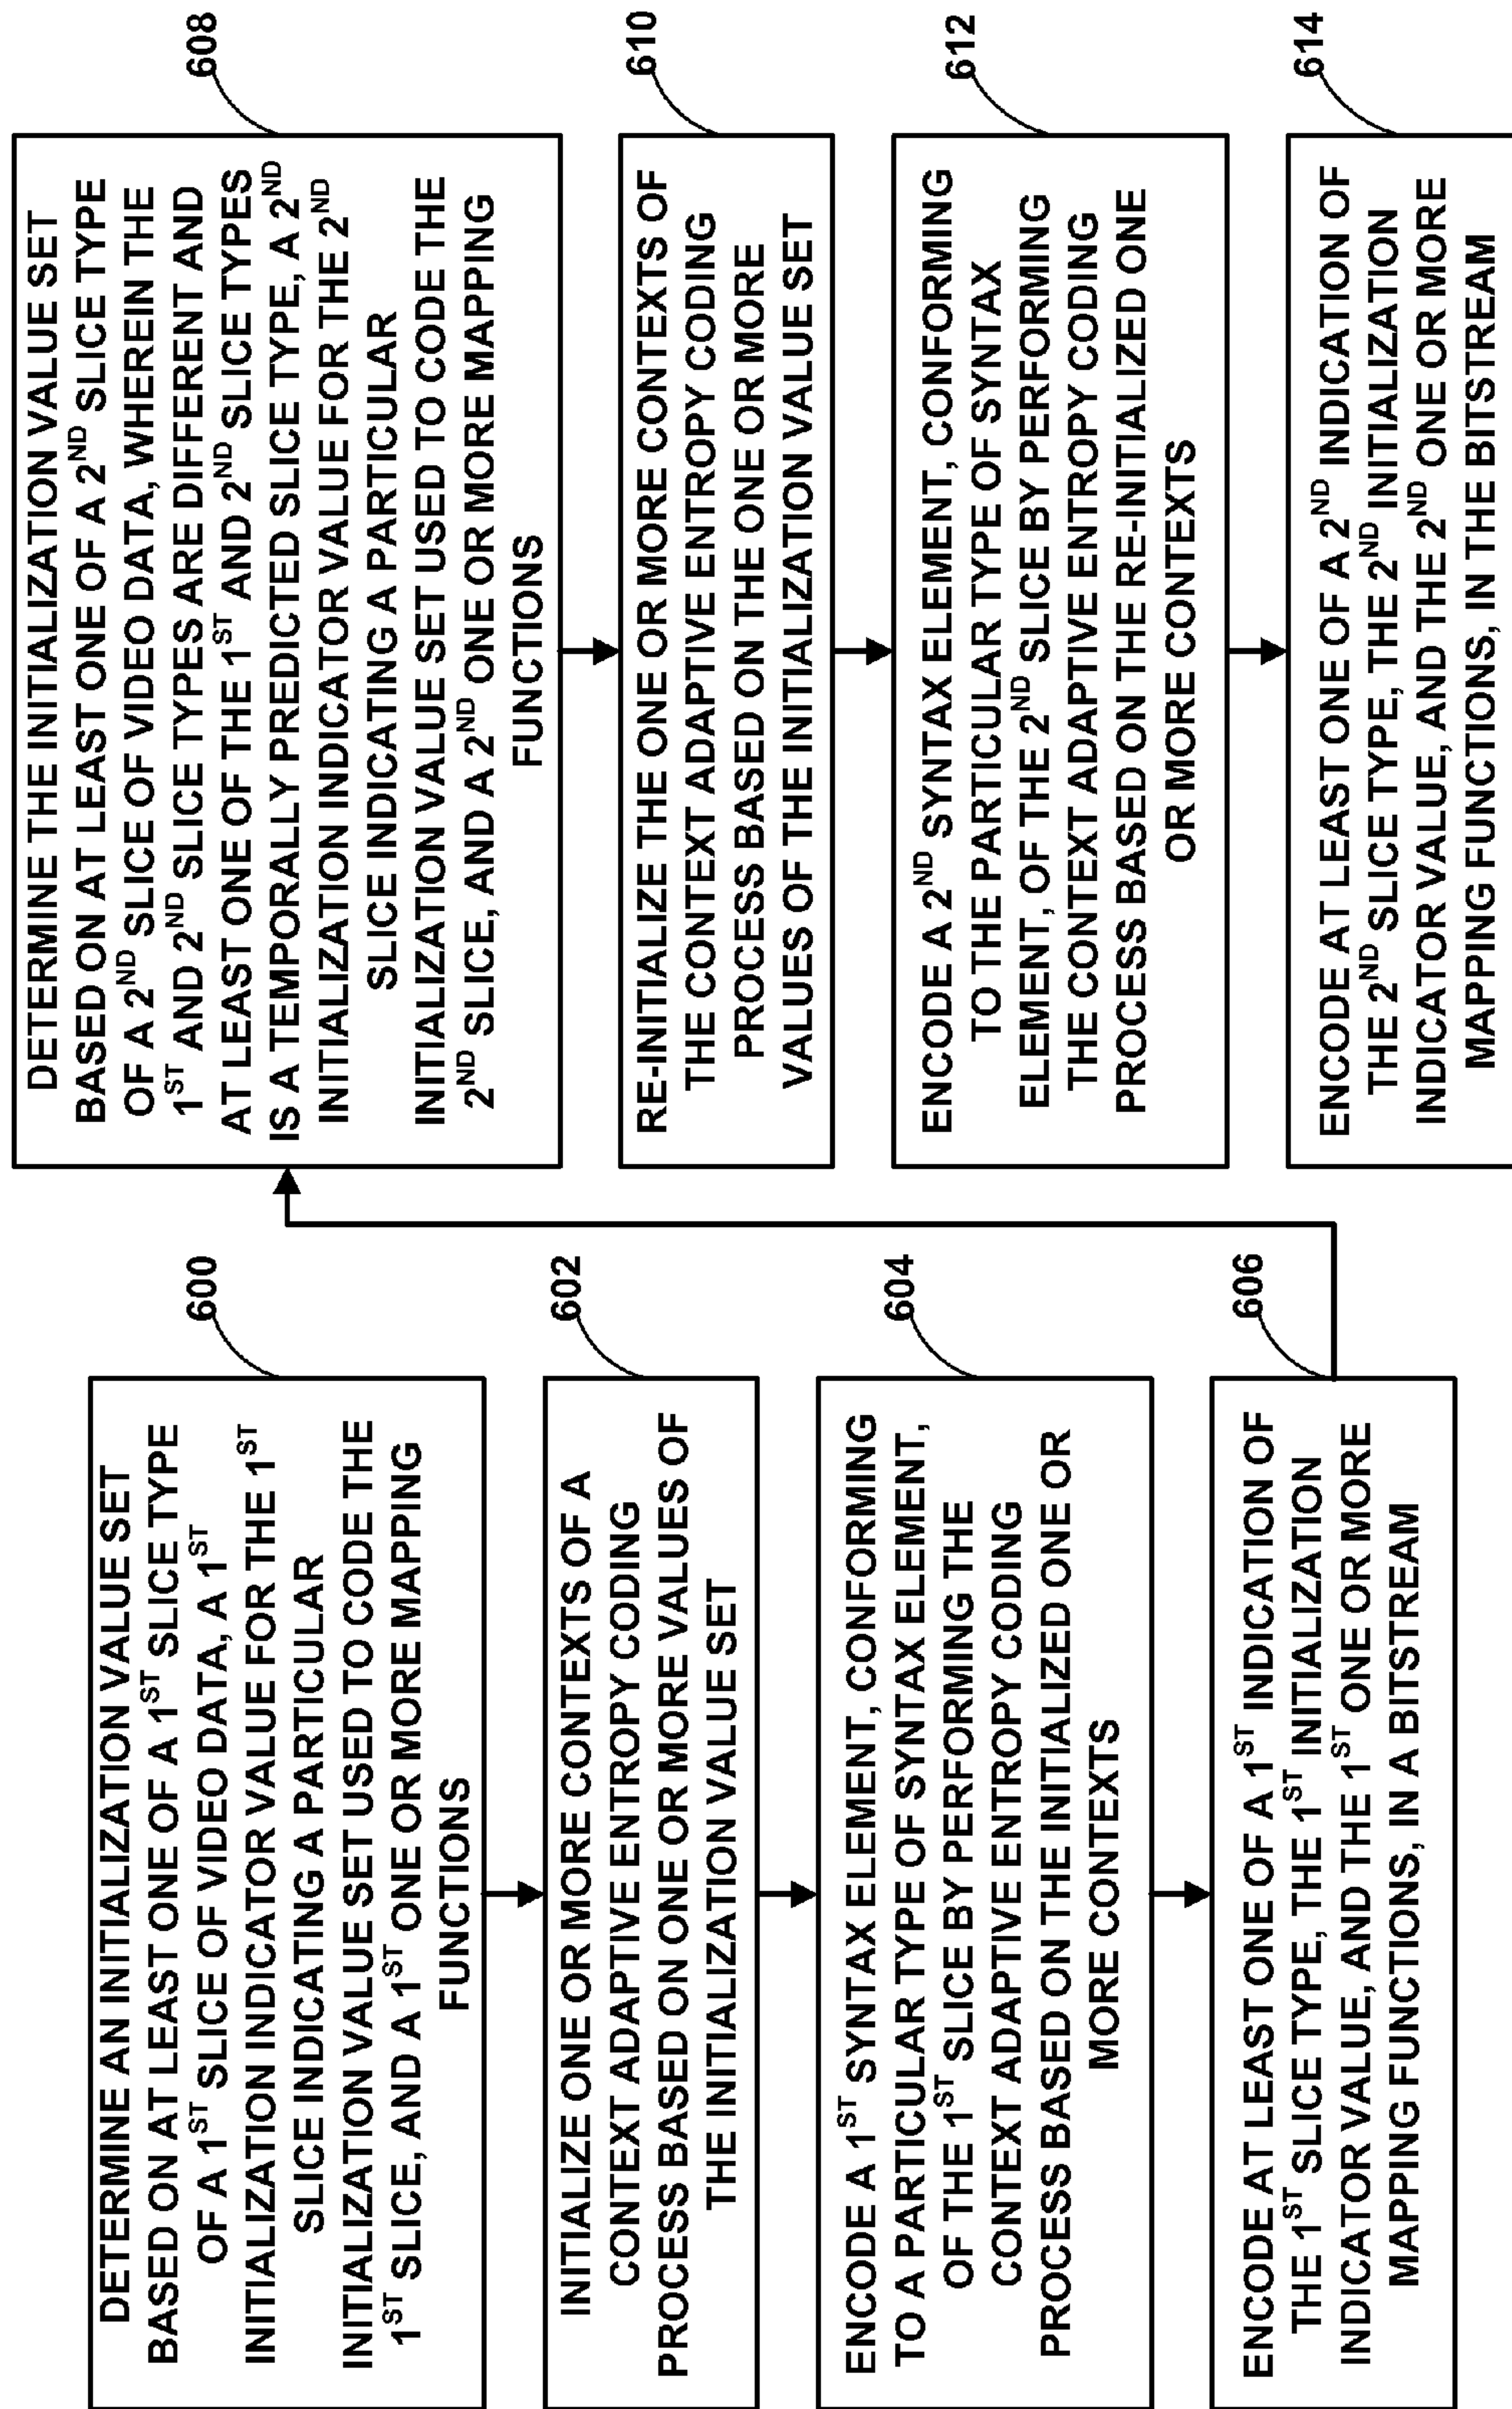 DETERMINE AN INITIALIZATION VALUE SET
BASED ON AT LEAST ONE OF A 1ST SLICE TYPE
OF A 1ST SLICE OF VIDEO DATA, A 1ST
INITIALIZATION INDICATOR VALUE FOR THE 1ST
SLICE INDICATING A PARTICULAR
INITIALIZATION VALUE SET USED TO CODE THE
1ST SLICE, AND A 1ST ONE OR MORE MAPPING
FUNCTIONS
600
INITIALIZE ONE OR MORE CONTEXTS OF A
CONTEXT ADAPTIVE ENTROPY CODING
PROCESS BASED ON ONE OR MORE VALUES OF
THE INITIALIZATION VALUE SET
602
ENCODE A 1ST SYNTAX ELEMENT, CONFORMING
TO A PARTICULAR TYPE OF SYNTAX ELEMENT,
OF THE 1ST SLICE BY PERFORMING THE
CONTEXT ADAPTIVE ENTROPY CODING
PROCESS BASED ON THE INITIALIZED ONE OR
MORE CONTEXTS
604
ENCODE AT LEAST ONE OF A 1ST INDICATION OF
THE 1ST SLICE TYPE, THE 1ST INITIALIZATION
INDICATOR VALUE, AND THE 1ST ONE OR MORE
MAPPING FUNCTIONS, IN A BITSTREAM
606
DETERMINE THE INITIALIZATION VALUE SET
BASED ON AT LEAST ONE OF A 2ND SLICE TYPE
OF A 2ND SLICE OF VIDEO DATA, WHEREIN THE
1ST AND 2ND SLICE TYPES ARE DIFFERENT AND
AT LEAST ONE OF THE 1ST AND 2ND SLICE TYPES
IS A TEMPORALLY PREDICTED SLICE TYPE, A 2ND
INITIALIZATION INDICATOR VALUE FOR THE 2ND
SLICE INDICATING A PARTICULAR
INITIALIZATION VALUE SET USED TO CODE THE
2ND SLICE, AND A 2ND ONE OR MORE MAPPING
FUNCTIONS
608
RE-INITIALIZE THE ONE OR MORE CONTEXTS OF
THE CONTEXT ADAPTIVE ENTROPY CODING
PROCESS BASED ON THE ONE OR MORE
VALUES OF THE INITIALIZATION VALUE SET
610
ENCODE A 2ND SYNTAX ELEMENT, CONFORMING
TO THE PARTICULAR TYPE OF SYNTAX
ELEMENT, OF THE 2ND SLICE BY PERFORMING
THE CONTEXT ADAPTIVE ENTROPY CODING
PROCESS BASED ON THE RE-INITIALIZED ONE
OR MORE CONTEXTS
612
ENCODE AT LEAST ONE OF A 2ND INDICATION OF
THE 2ND SLICE TYPE, THE 2ND INITIALIZATION
INDICATOR VALUE, AND THE 2ND ONE OR MORE
MAPPING FUNCTIONS, IN THE BITSTREAM
614